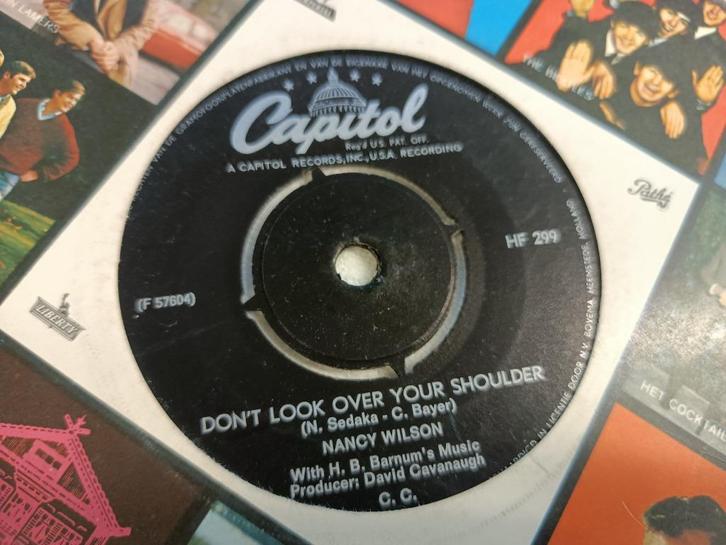 Capitol
Reg'd U.S. PAT. OFF.
A CAPITOL RECORDS, INC., U.S.A. RECORDING
HF 299
(F 57604)
DON'T LOOK OVER YOUR SHOULDER
(N. Sedaka - C. Bayer)
NANCY WILSON
With H. B. Barnum's Music
Producer: David Cavanaugh
C. C.
LIBERTY
Pathé
THE BEATLES
HET COCKTAIL